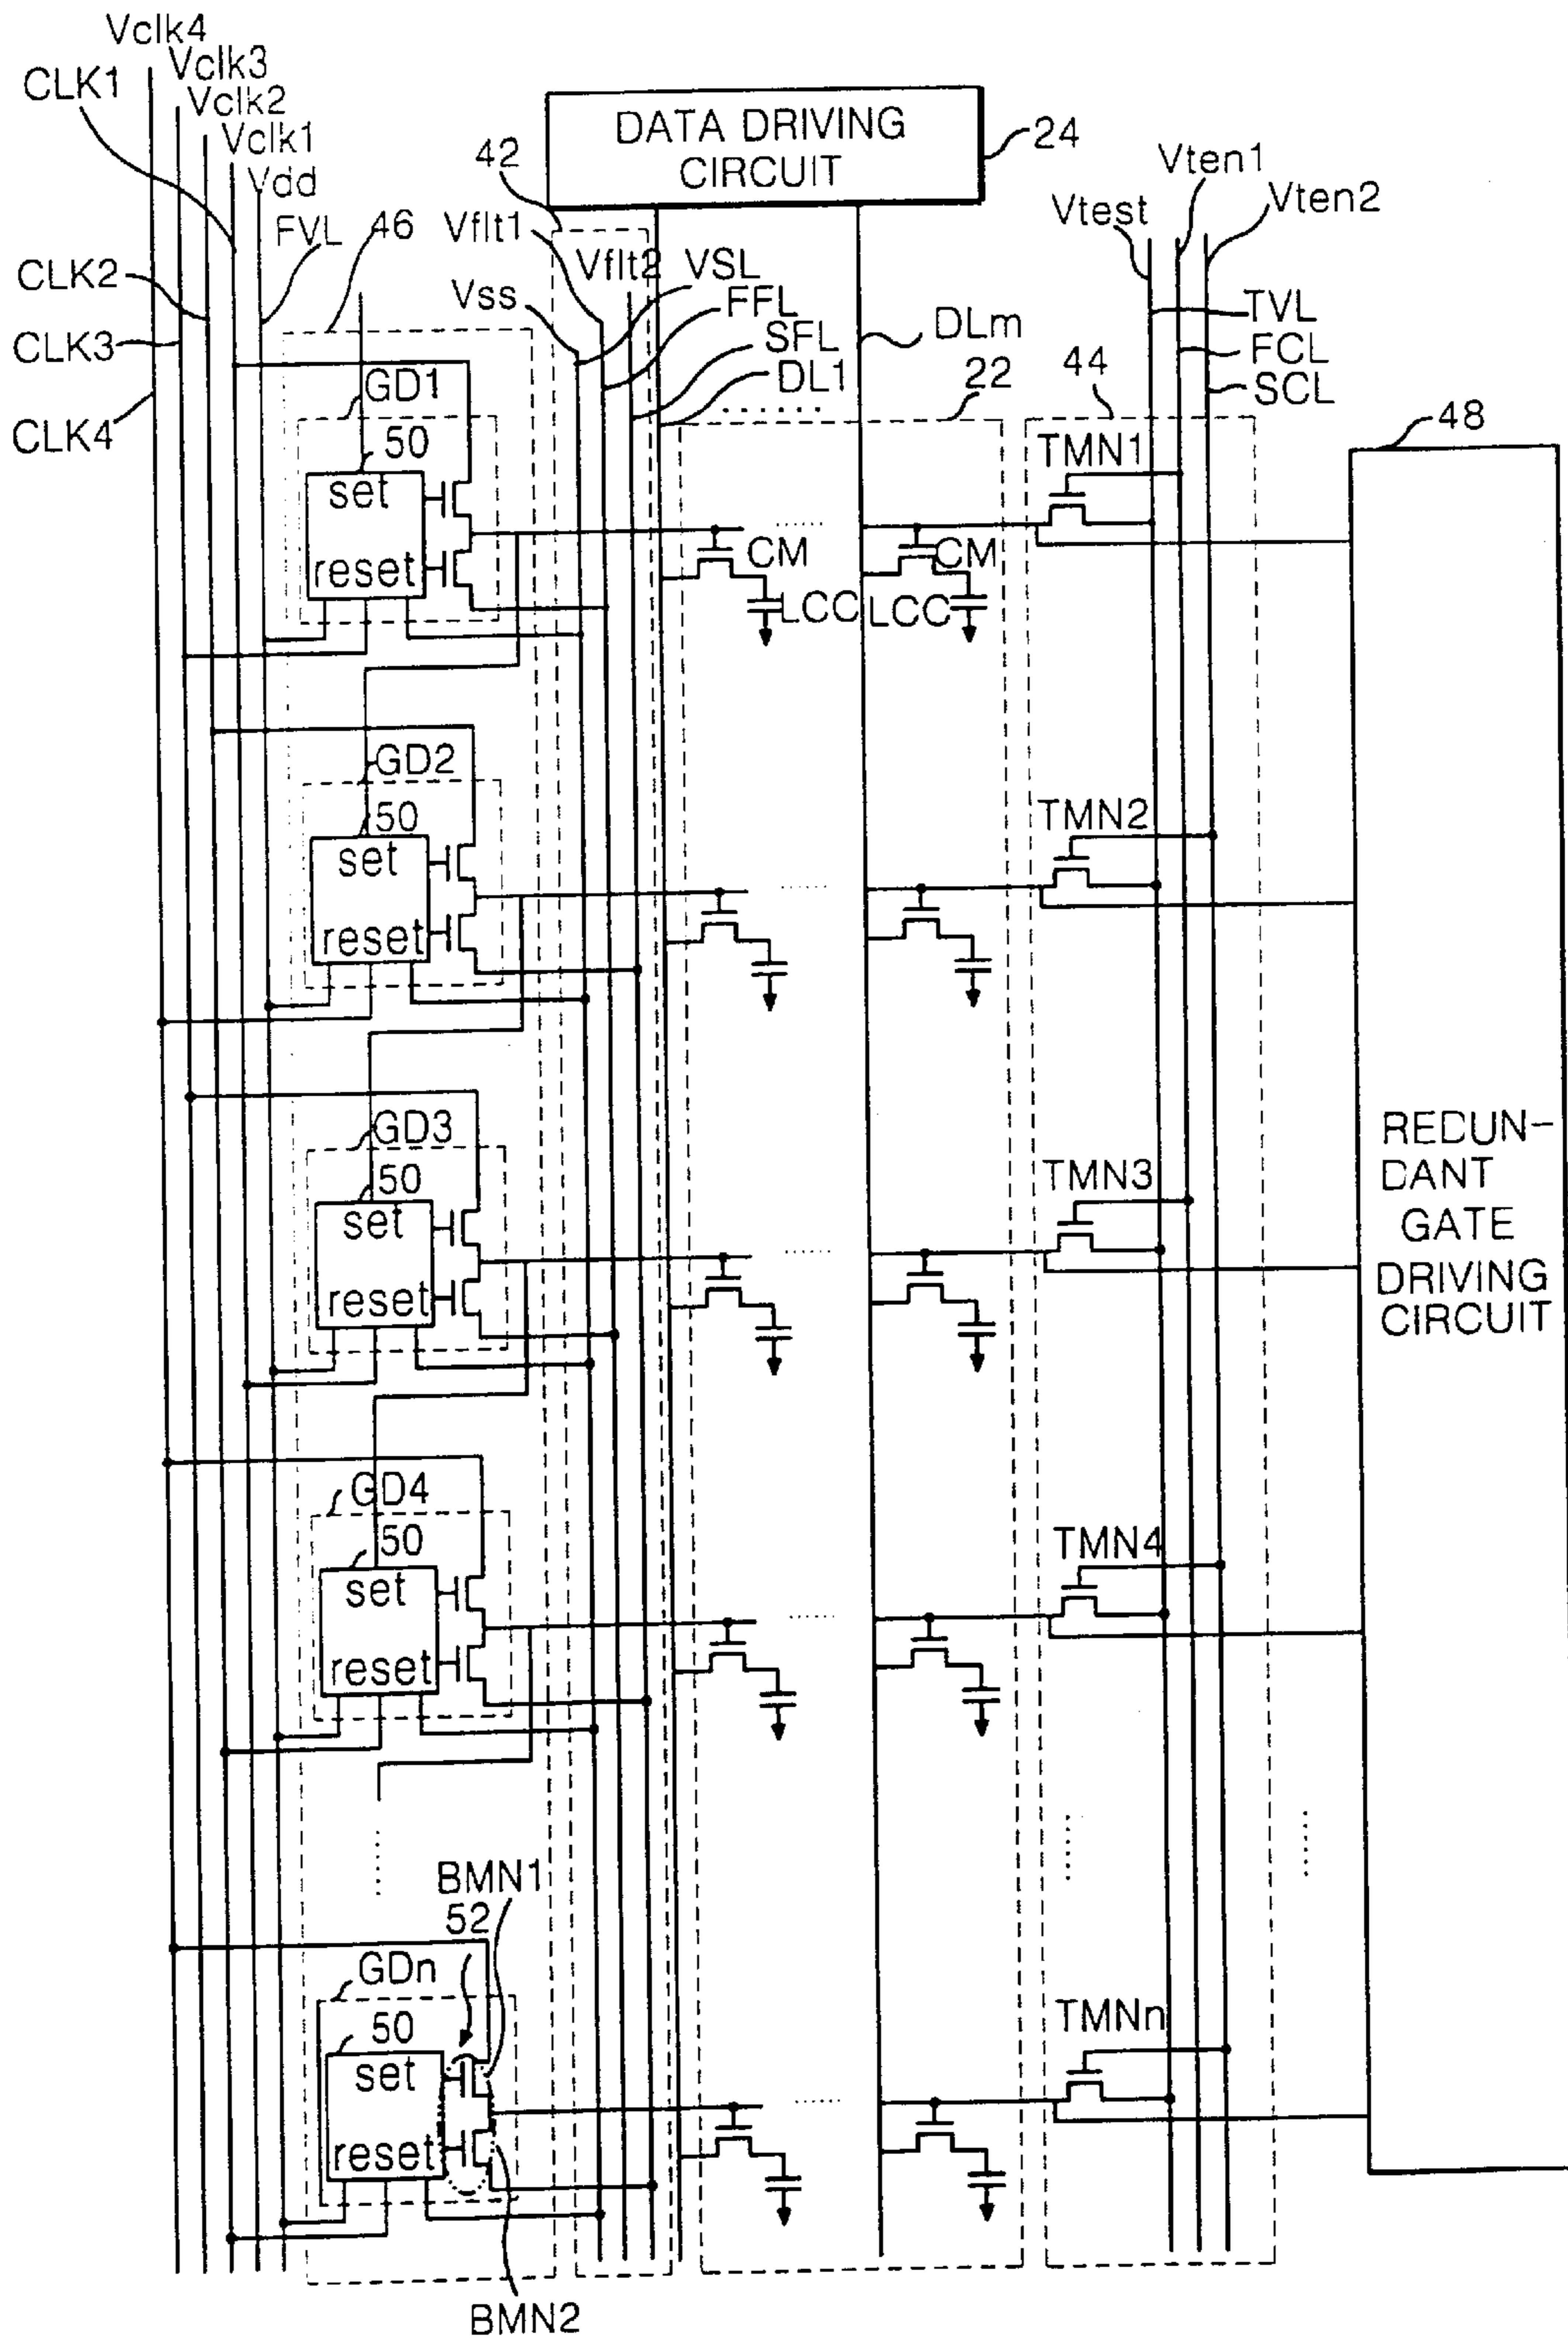 Vclk4
Vclk3
CLK1
Vclk2
Vclk1
Vdd
FVL
46
42
DATA DRIVING
CIRCUIT
24
Vten1
Vtest
Vten2
CLK2
CLK3
CLK4
Vflt1
Vflt2
VSL
Vss
FFL
SFL
DL1
DLm
22
TVL
FCL
SCL
44
48
GD1
50
set
reset
CM
LCC
CM
LCC
TMN1
GD2
50
set
reset
TMN2
GD3
50
set
reset
TMN3
REDUN-
DANT
GATE
DRIVING
CIRCUIT
GD4
50
set
reset
TMN4
BMN1
52
GDn
50
set
reset
TMNn
BMN2